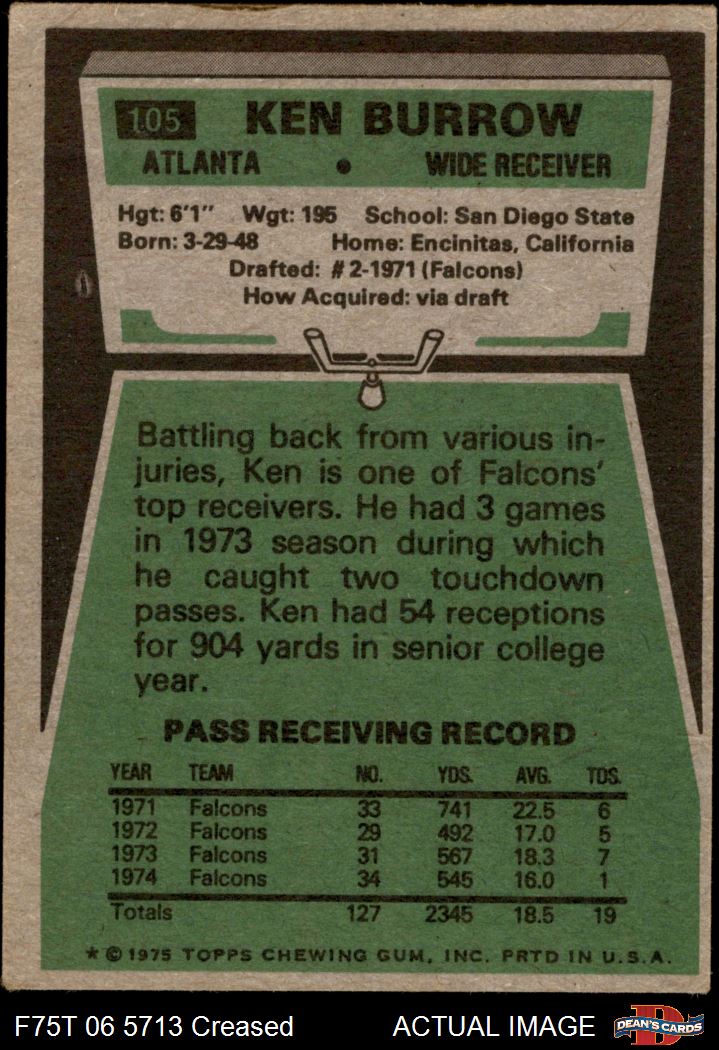 105 KEN BURROW
ATLANTA • WIDE RECEIVER
Hgt: 6'1" Wgt: 195 School: San Diego State
Born: 3-29-48 Home: Encinitas, California
Drafted: #2-1971 (Falcons)
How Acquired: via draft
Battling back from various in-
juries, Ken is one of Falcons'
top receivers. He had 3 games
in 1973 season during which
he caught two touchdown
passes. Ken had 54 receptions
for 904 yards in senior college
year.
PASS RECEIVING RECORD
YEAR TEAM NO. YDS. AVG. TDS.
1971 Falcons 33 741 22.5 6
1972 Falcons 29 492 17.0 5
1973 Falcons 31 567 18.3 7
1974 Falcons 34 545 16.0 1
Totals 127 2345 18.5 19
* © 1975 TOPPS CHEWING GUM, INC. PRTD IN U.S.A.
F75T 06 5713 Creased ACTUAL IMAGE D DEAN'S CARDS